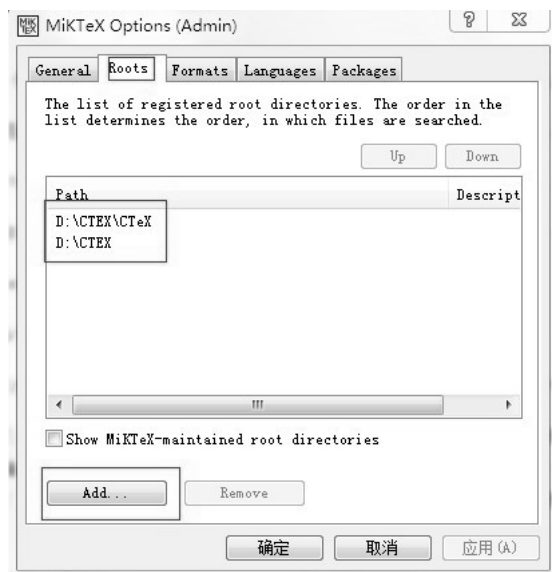 MiKTeX Options (Admin)
General Roots Formats Languages Packages
The list of registered root directories. The order in the
list determines the order, in which files are searched.
Up Down
Path Descript
D:\CTEX\CTeX
D:\CTEX
Show MiKTeX-maintained root directories
Add... Remove
确定 取消 应用(A)